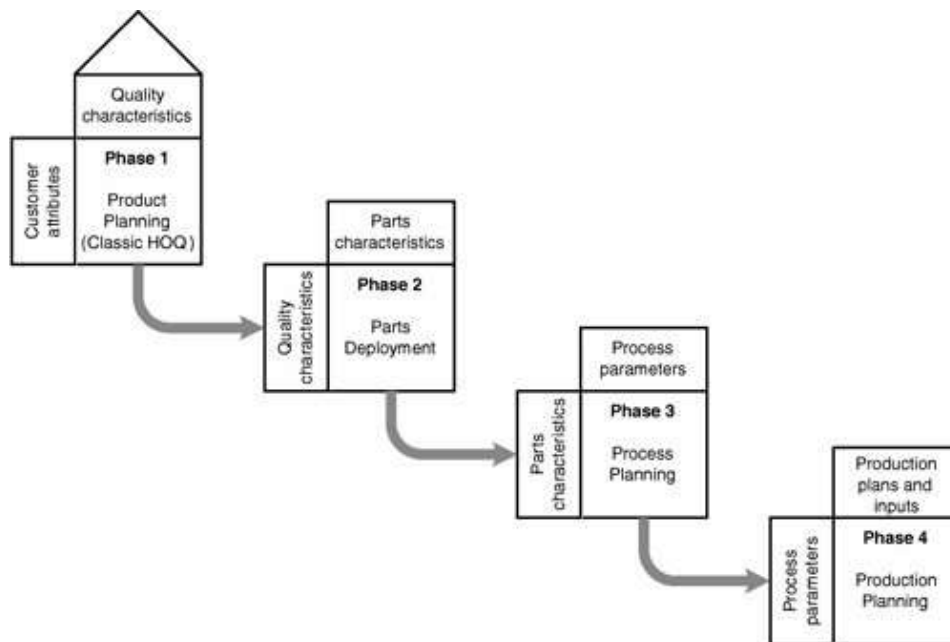 Quality
characteristics
Customer
attributes
Phase 1
Product
Planning
(Classic HOQ)
Parts
characteristics
Quality
characteristics
Phase 2
Parts
Deployment
Process
parameters
Parts
characteristics
Phase 3
Process
Planning
Production
plans and
inputs
Process
parameters
Phase 4
Production
Planning